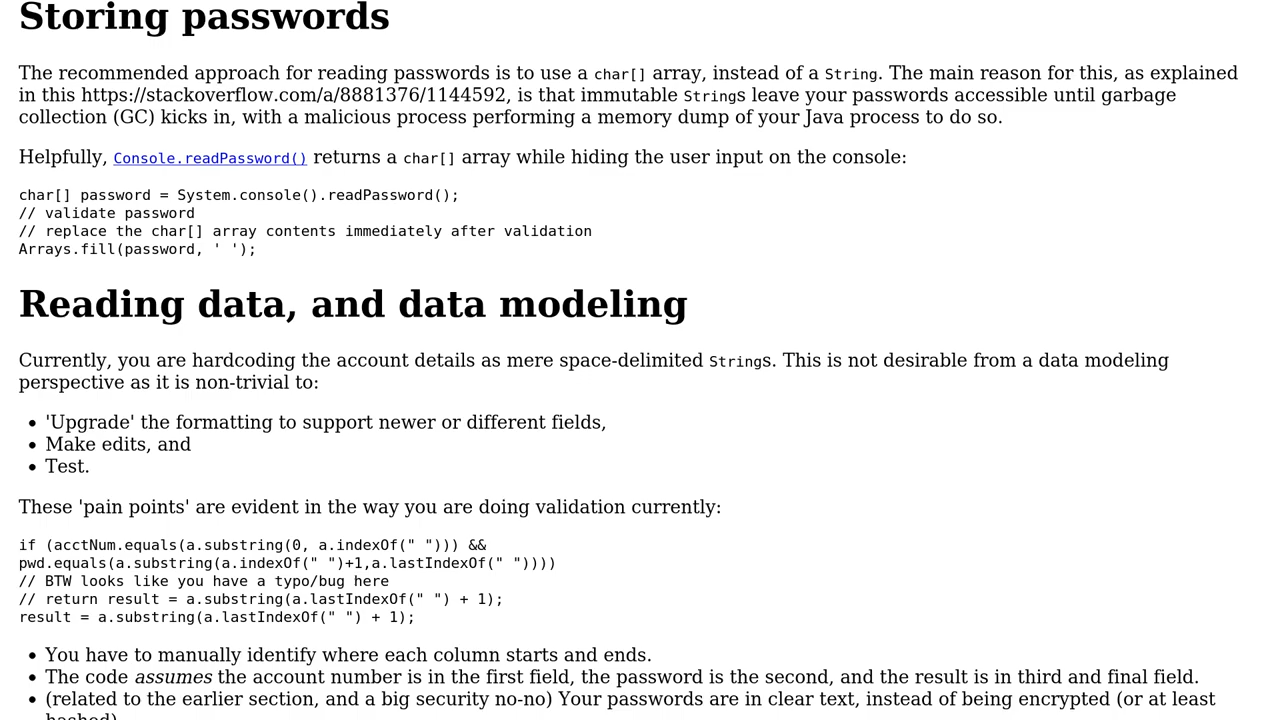 Storing passwords
The recommended approach for reading passwords is to use a char[] array, instead of a String. The main reason for this, as explained
in this https://stackoverflow.com/a/8881376/1144592, is that immutable Strings leave your passwords accessible until garbage
collection (GC) kicks in, with a malicious process performing a memory dump of your Java process to do so.
Helpfully, Console.readPassword() returns a char[] array while hiding the user input on the console:
char[] password = System.console().readPassword();
// validate password
// replace the char[] array contents immediately after validation
Arrays.fill(password, ' ');
Reading data, and data modeling
Currently, you are hardcoding the account details as mere space-delimited Strings. This is not desirable from a data modeling
perspective as it is non-trivial to:
• 'Upgrade' the formatting to support newer or different fields,
• Make edits, and
• Test.
These 'pain points' are evident in the way you are doing validation currently:
if (acctNum.equals(a.substring(0, a.indexOf(" "))) &&
pwd.equals(a.substring(a.indexOf(" ")+1,a.lastIndexOf(" "))))
// BTW looks like you have a typo/bug here
// return result = a.substring(a.lastIndexOf(" ") + 1);
result = a.substring(a.lastIndexOf(" ") + 1);
• You have to manually identify where each column starts and ends.
• The code assumes the account number is in the first field, the password is the second, and the result is in third and final field.
• (related to the earlier section, and a big security no-no) Your passwords are in clear text, instead of being encrypted (or at least
hashed)